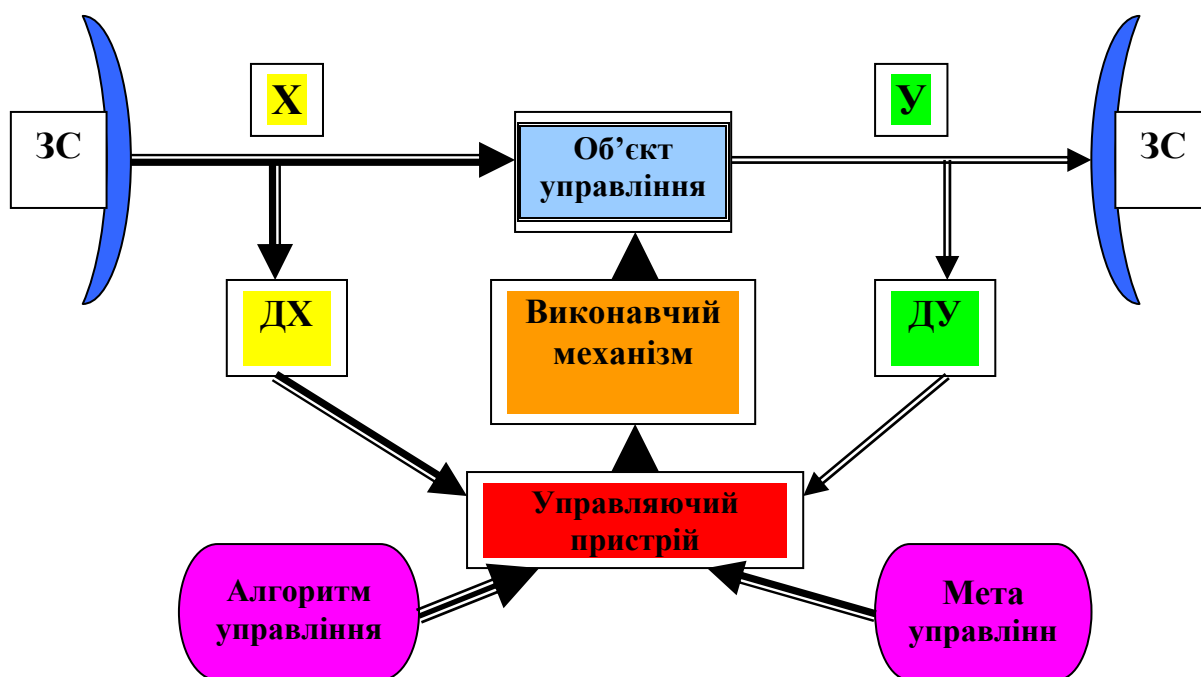 Х
У
ЗС
Об’єкт
управління
ЗС
ДХ
Виконавчий
механізм
ДУ
Управляючий
пристрій
Алгоритм
управління
Мета
управлінн